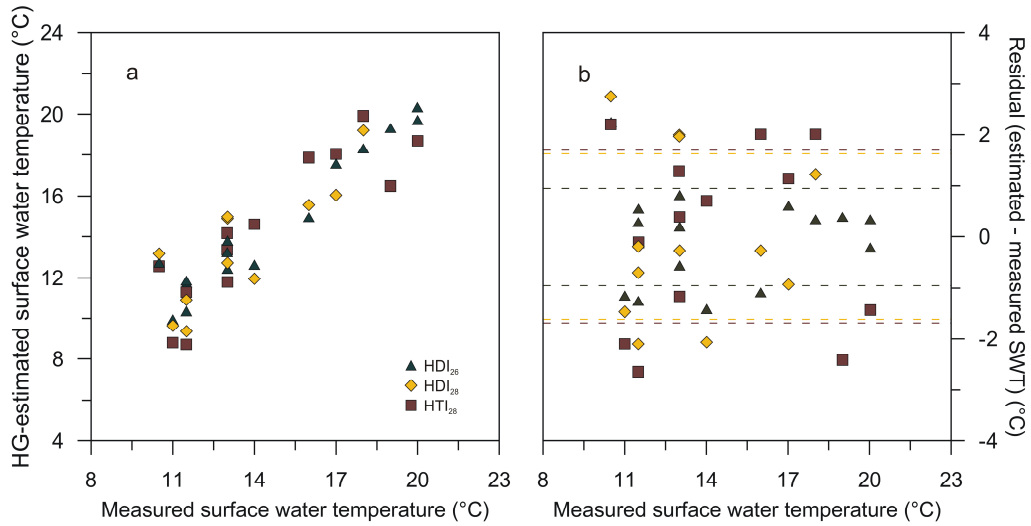 HG-estimated surface water temperature (°C)
24
20
16
12
8
4
a
HDI26
HDI28
HTI28
8 11 14 17 20 23
Measured surface water temperature (°C)
b
4
2
0
-2
-4
Residual (estimated - measured SWT) (°C)
8 11 14 17 20 23
Measured surface water temperature (°C)